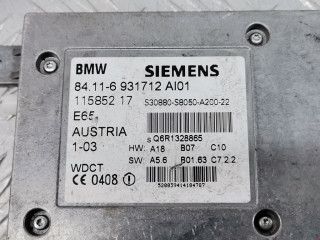 BMW SIEMENS
84.11-6 931712 AI01
115852 17 S30880-S8050-A200-22
E65
AUSTRIA SQ6R1328865
1-03 HW: A18 B07 C10
WDCT SW: A5.6 B01.63 C7.2.2
CE 0408